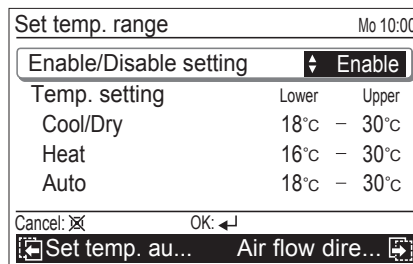 Set temp. range Mo 10:00
Enable/Disable setting Enable
Temp. setting Lower Upper
Cool/Dry 18°C – 30°C
Heat 16°C – 30°C
Auto 18°C – 30°C
Cancel: OK:
Set temp. au... Air flow dire...